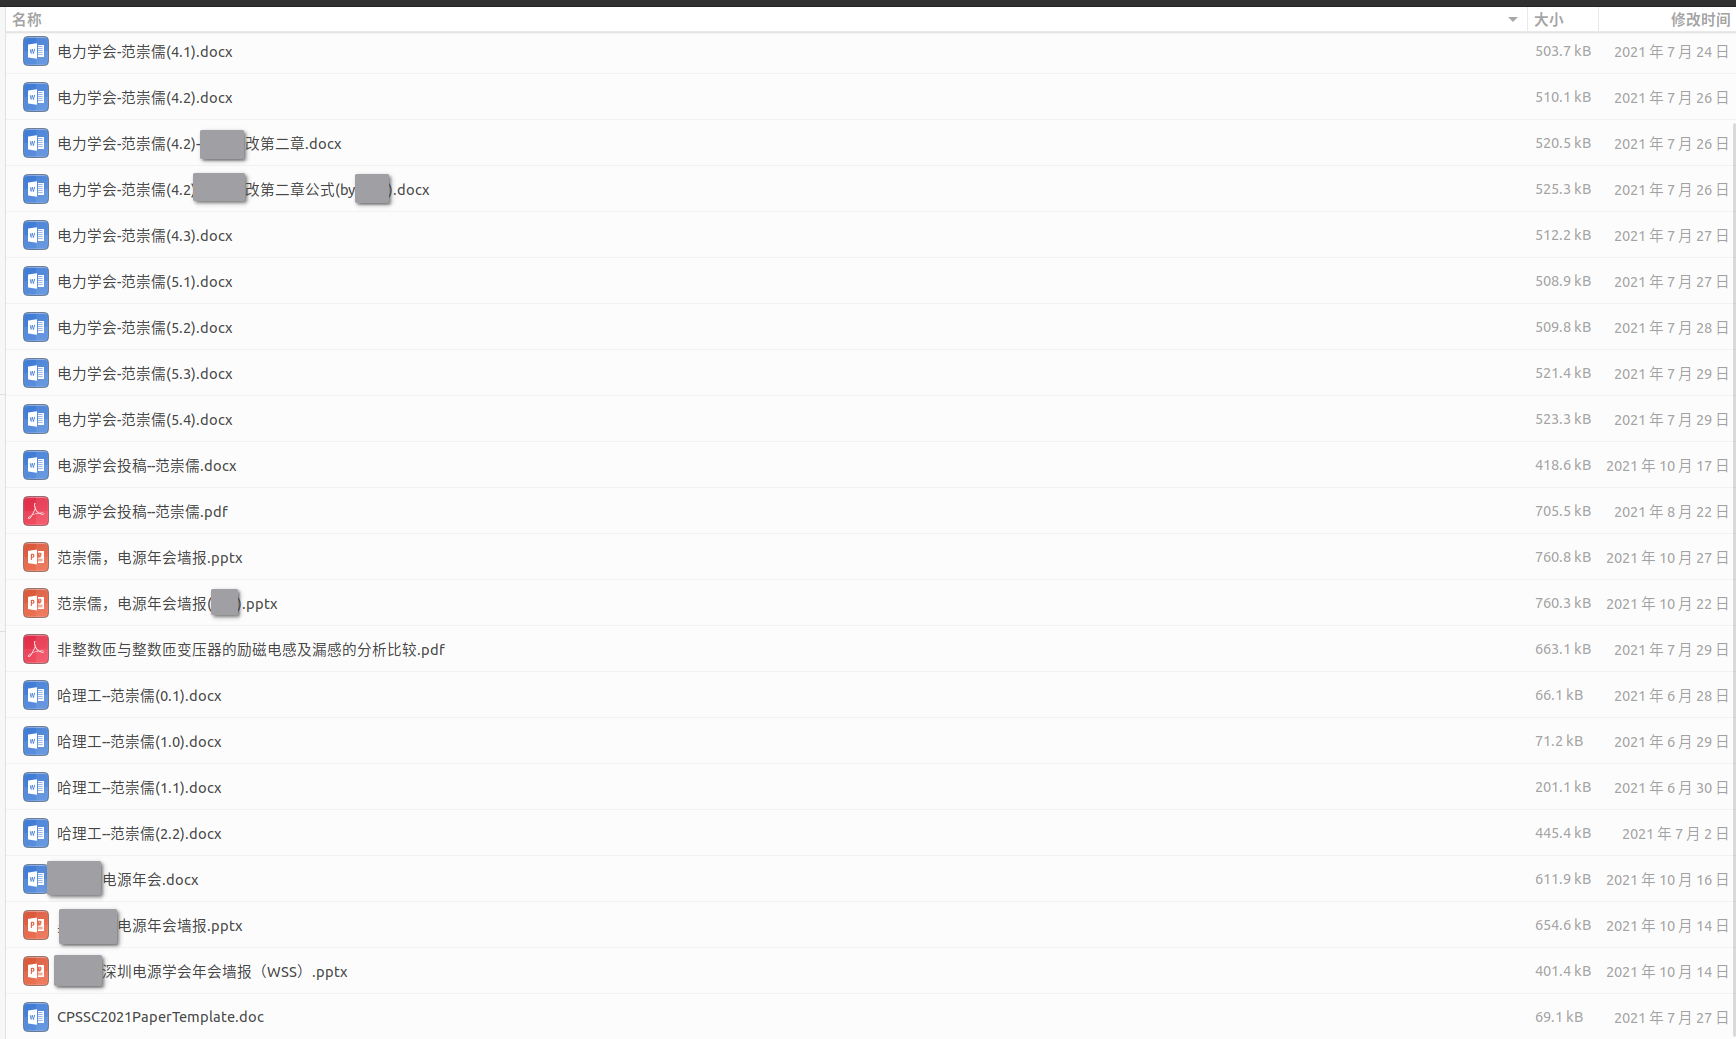 名称 大小 修改时间
电力学会-范崇儒(4.1).docx 503.7 kB 2021 年 7 月 24 日
电力学会-范崇儒(4.2).docx 510.1 kB 2021 年 7 月 26 日
电力学会-范崇儒(4.2)- 改第二章.docx 520.5 kB 2021 年 7 月 26 日
电力学会-范崇儒(4.2) 改第二章公式(by ).docx 525.3 kB 2021 年 7 月 26 日
电力学会-范崇儒(4.3).docx 512.2 kB 2021 年 7 月 27 日
电力学会-范崇儒(5.1).docx 508.9 kB 2021 年 7 月 27 日
电力学会-范崇儒(5.2).docx 509.8 kB 2021 年 7 月 28 日
电力学会-范崇儒(5.3).docx 521.4 kB 2021 年 7 月 29 日
电力学会-范崇儒(5.4).docx 523.3 kB 2021 年 7 月 29 日
电源学会投稿--范崇儒.docx 418.6 kB 2021 年 10 月 17 日
电源学会投稿--范崇儒.pdf 705.5 kB 2021 年 8 月 22 日
范崇儒，电源年会墙报.pptx 760.8 kB 2021 年 10 月 27 日
范崇儒，电源年会墙报( ).pptx 760.3 kB 2021 年 10 月 22 日
非整数匝与整数匝变压器的励磁电感及漏感的分析比较.pdf 663.1 kB 2021 年 7 月 29 日
哈理工--范崇儒(0.1).docx 66.1 kB 2021 年 6 月 28 日
哈理工--范崇儒(1.0).docx 71.2 kB 2021 年 6 月 29 日
哈理工--范崇儒(1.1).docx 201.1 kB 2021 年 6 月 30 日
哈理工--范崇儒(2.2).docx 445.4 kB 2021 年 7 月 2 日
电源年会.docx 611.9 kB 2021 年 10 月 16 日
电源年会墙报.pptx 654.6 kB 2021 年 10 月 14 日
深圳电源学会年会墙报（WSS）.pptx 401.4 kB 2021 年 10 月 14 日
CPSSC2021PaperTemplate.doc 69.1 kB 2021 年 7 月 27 日